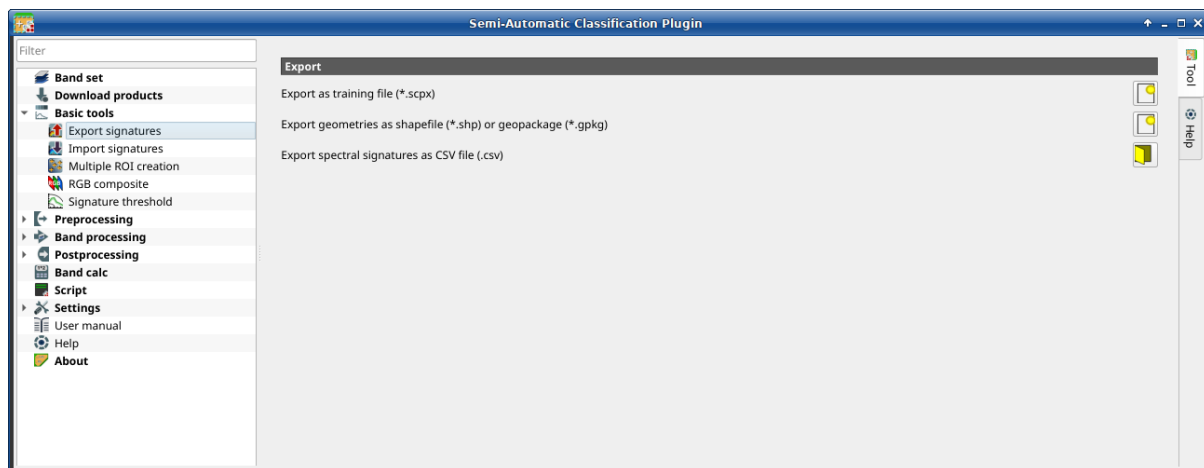 Semi-Automatic Classification Plugin
Filter
Band set
Download products
Basic tools
Export signatures
Import signatures
Multiple ROI creation
RGB composite
Signature threshold
Preprocessing
Band processing
Postprocessing
Band calc
Script
Settings
User manual
Help
About
Export
Export as training file (*.scpx)
Export geometries as shapefile (*.shp) or geopackage (*.gpkg)
Export spectral signatures as CSV file (.csv)
Tool
Help